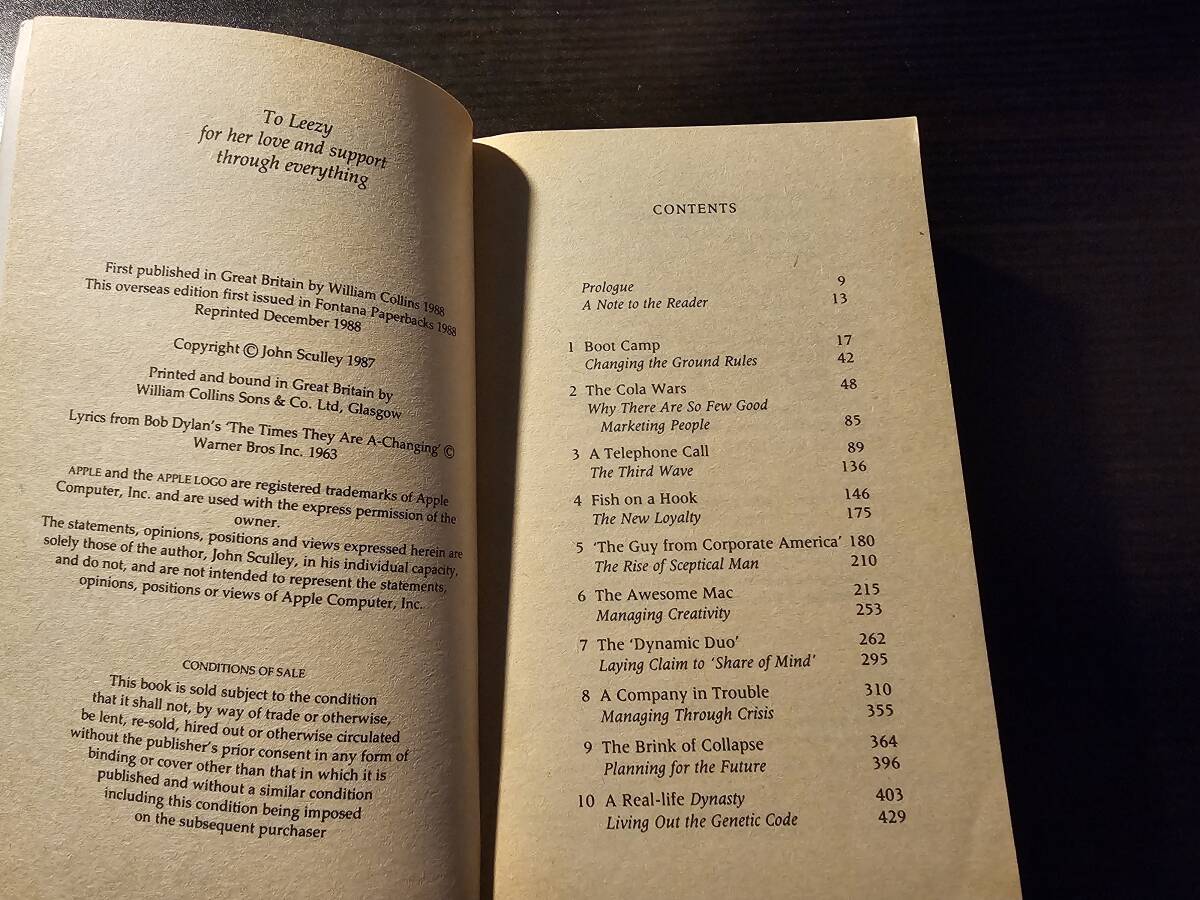 To Leezy
for her love and support
through everything
First published in Great Britain by William Collins 1988
This overseas edition first issued in Fontana Paperbacks 1988
Reprinted December 1988
Copyright © John Sculley 1987
Printed and bound in Great Britain by
William Collins Sons & Co. Ltd, Glasgow
Lyrics from Bob Dylan's 'The Times They Are A-Changing' ©
Warner Bros Inc. 1963
APPLE and the APPLE LOGO are registered trademarks of Apple
Computer, Inc. and are used with the express permission of the
owner.
The statements, opinions, positions and views expressed herein are
solely those of the author, John Sculley, in his individual capacity,
and do not, and are not intended to represent the statements,
opinions, positions or views of Apple Computer, Inc.
CONDITIONS OF SALE
This book is sold subject to the condition
that it shall not, by way of trade or otherwise,
be lent, re-sold, hired out or otherwise circulated
without the publisher's prior consent in any form of
binding or cover other than that in which it is
published and without a similar condition
including this condition being imposed
on the subsequent purchaser
CONTENTS
Prologue 9
A Note to the Reader 13
1 Boot Camp 17
Changing the Ground Rules 42
2 The Cola Wars 48
Why There Are So Few Good
Marketing People 85
3 A Telephone Call 89
The Third Wave 136
4 Fish on a Hook 146
The New Loyalty 175
5 'The Guy from Corporate America' 180
The Rise of Sceptical Man 210
6 The Awesome Mac 215
Managing Creativity 253
7 The 'Dynamic Duo' 262
Laying Claim to 'Share of Mind' 295
8 A Company in Trouble 310
Managing Through Crisis 355
9 The Brink of Collapse 364
Planning for the Future 396
10 A Real-life Dynasty 403
Living Out the Genetic Code 429